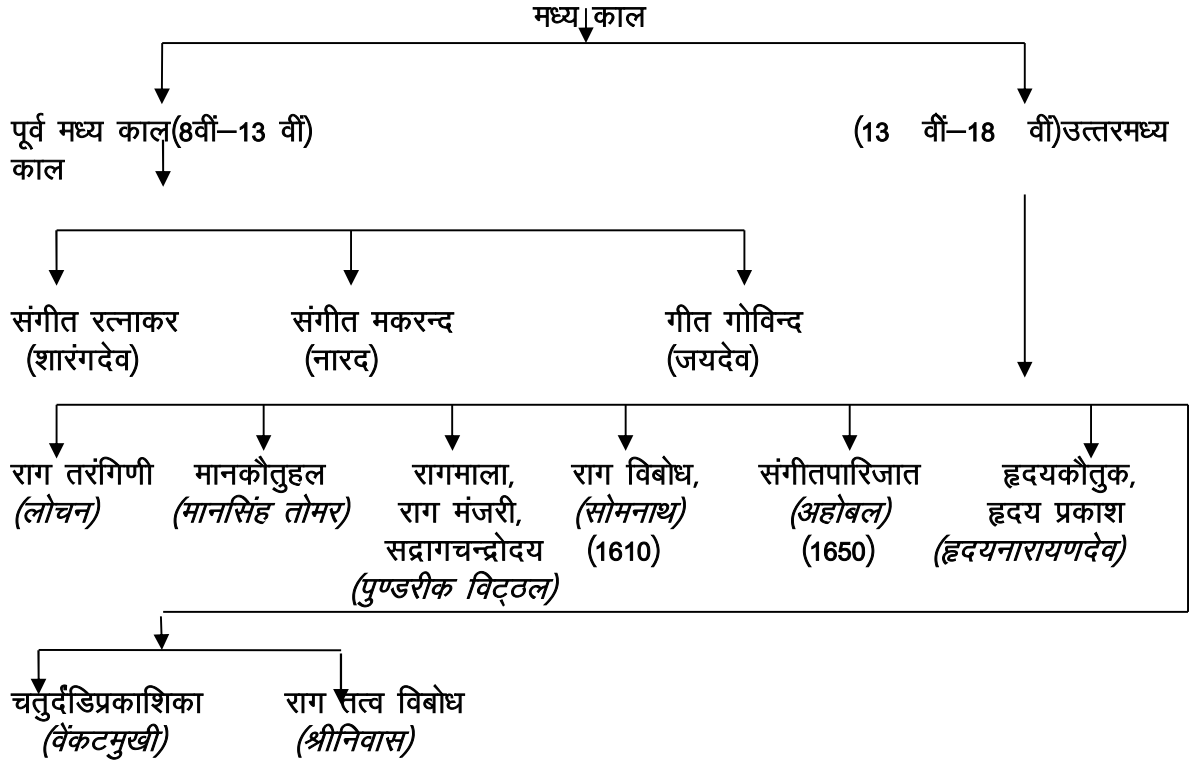 मध्य काल
पूर्व मध्य काल(8वीं–13 वीं) (13 वीं–18 वीं)उत्तरमध्य
काल
संगीत रत्नाकर संगीत मकरन्द गीत गोविन्द
(शारंगदेव) (नारद) (जयदेव)
राग तरंगिणी मानकौतुहल रागमाला, राग विबोध, संगीतपारिजात हृदयकौतुक,
(लोचन) (मानसिंह तोमर) राग मंजरी, (सोमनाथ) (अहोबल) हृदय प्रकाश
सद्रागचन्द्रोदय (1610) (1650) (हृदयनारायणदेव)
(पुण्डरीक विट्ठल)
चतुर्दंडिप्रकाशिका राग तत्व विबोध
(वेंकटमुखी) (श्रीनिवास)